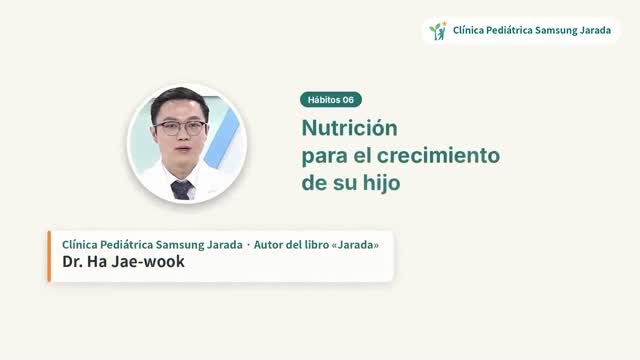 Clínica Pediátrica Samsung Jarada
Hábitos 06
Nutrición
para el crecimiento
de su hijo
Clínica Pediátrica Samsung Jarada · Autor del libro «Jarada»
Dr. Ha Jae-wook